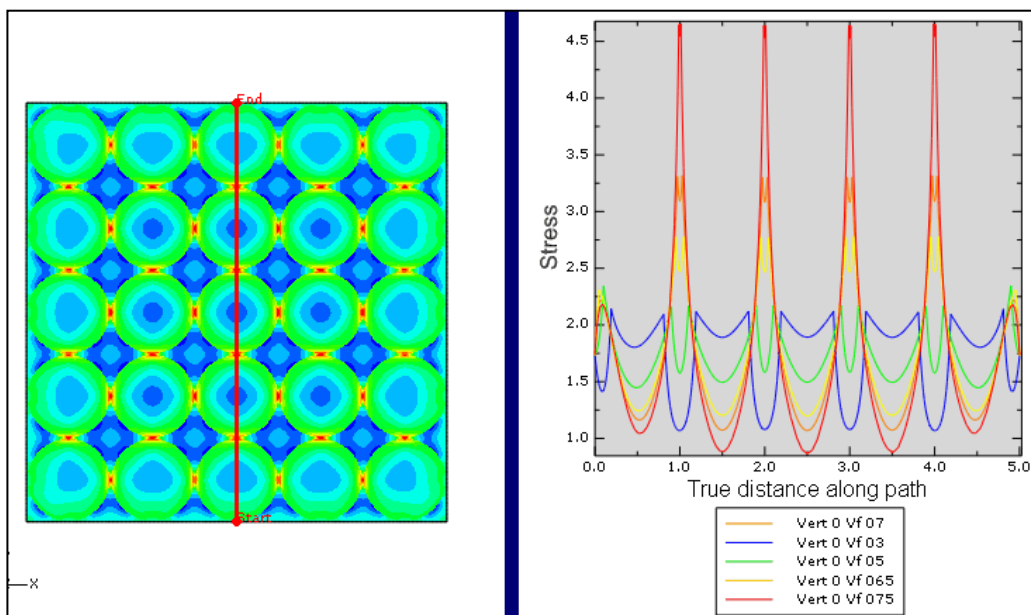 End
Start
X
Stress
4.5
4.0
3.5
3.0
2.5
2.0
1.5
1.0
0.0 1.0 2.0 3.0 4.0 5.0
True distance along path
Vert 0 Vf 07
Vert 0 Vf 03
Vert 0 Vf 05
Vert 0 Vf 065
Vert 0 Vf 075